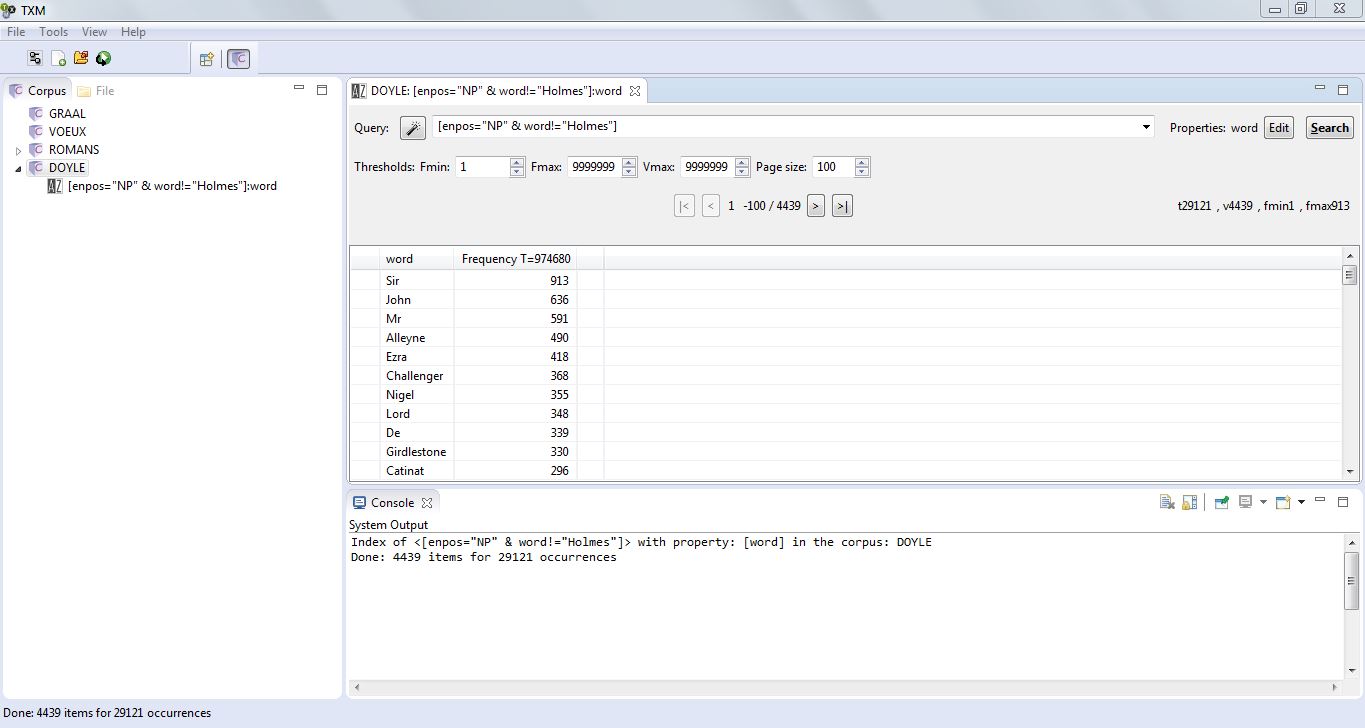 TXM
File Tools View Help
Corpus File
GRAAL
VOEUX
ROMANS
DOYLE
AZ [enpos="NP" & word!="Holmes"]:word
AZ DOYLE: [enpos="NP" & word!="Holmes"]:word
Query: [enpos="NP" & word!="Holmes"] Properties: word Edit Search
Thresholds: Fmin: 1 Fmax: 9999999 Vmax: 9999999 Page size: 100
|< < 1 -100 / 4439 > >| t29121 , v4439 , fmin1 , fmax913
word Frequency T=974680
Sir 913
John 636
Mr 591
Alleyne 490
Ezra 418
Challenger 368
Nigel 355
Lord 348
De 339
Girdlestone 330
Catinat 296
Console
System Output
Index of <[enpos="NP" & word!="Holmes"]> with property: [word] in the corpus: DOYLE
Done: 4439 items for 29121 occurrences
Done: 4439 items for 29121 occurrences